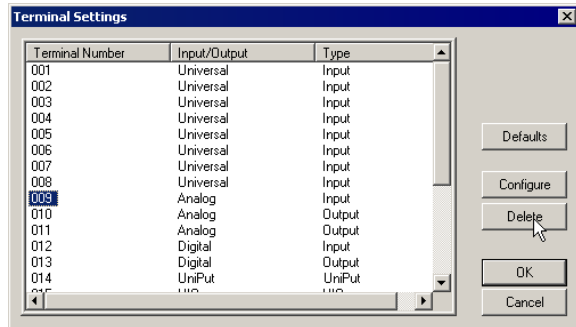 Terminal Settings
Terminal Number Input/Output Type
001 Universal Input
002 Universal Input
003 Universal Input
004 Universal Input
005 Universal Input
006 Universal Input
007 Universal Input
008 Universal Input
009 Analog Input
010 Analog Output
011 Analog Output
012 Digital Input
013 Digital Output
014 UniPut UniPut
Defaults
Configure
Delete
OK
Cancel